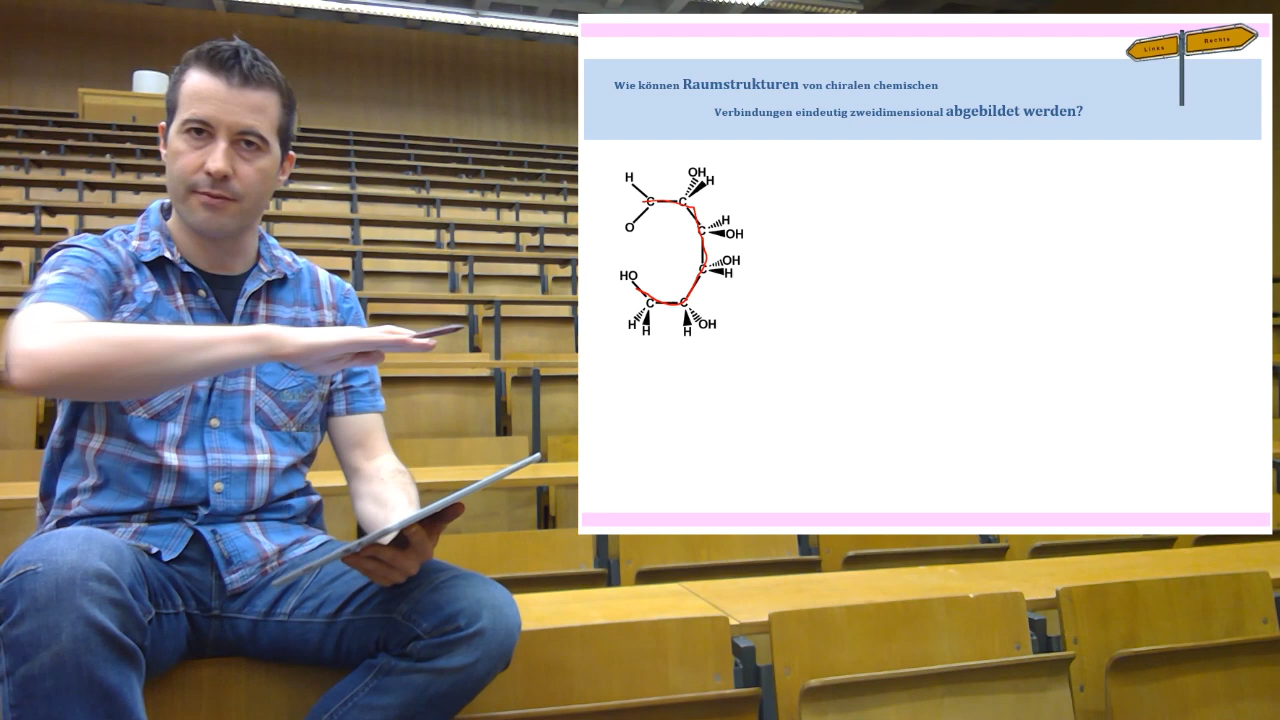 Links
Rechts
Wie können Raumstrukturen von chiralen chemischen
Verbindungen eindeutig zweidimensional abgebildet werden?
H
OH
H
C
C
O
H
C
OH
OH
C
H
HO
C
C
H
H
H
OH